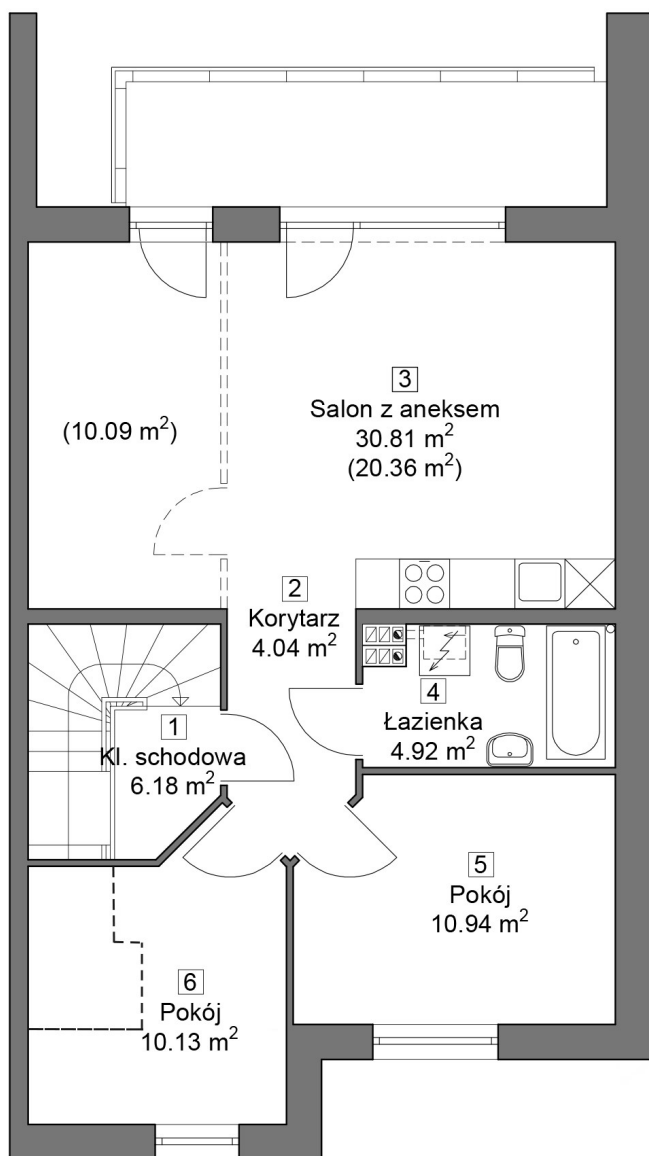 3
Salon z aneksem
30.81 m²
(20.36 m²)
(10.09 m²)
2
Korytarz
4.04 m²
4
Łazienka
4.92 m²
1
Kl. schodowa
6.18 m²
5
Pokój
10.94 m²
6
Pokój
10.13 m²